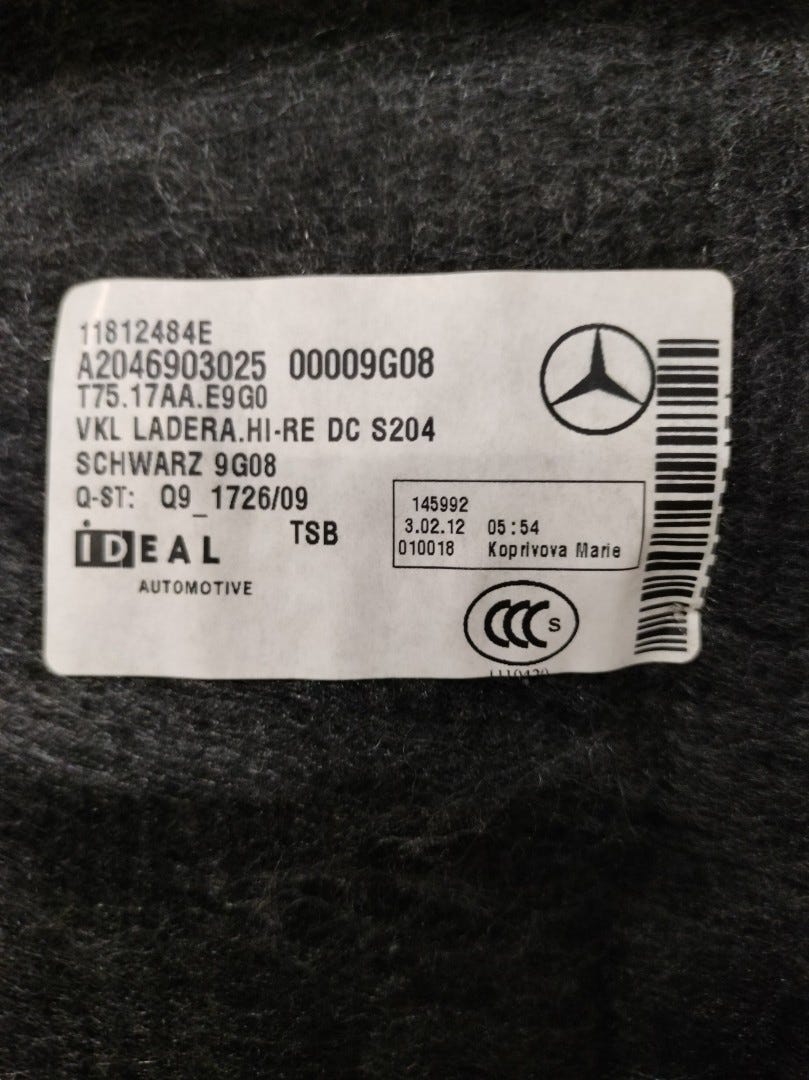 11812484E
A2046903025 00009G08
T75.17AA.E9G0
VKL LADERA.HI-RE DC S204
SCHWARZ 9G08
Q-ST: Q9_1726/09
TSB
iDEAL
AUTOMOTIVE
145992
3.02.12 05:54
010018 Koprivova Marie
CCC S